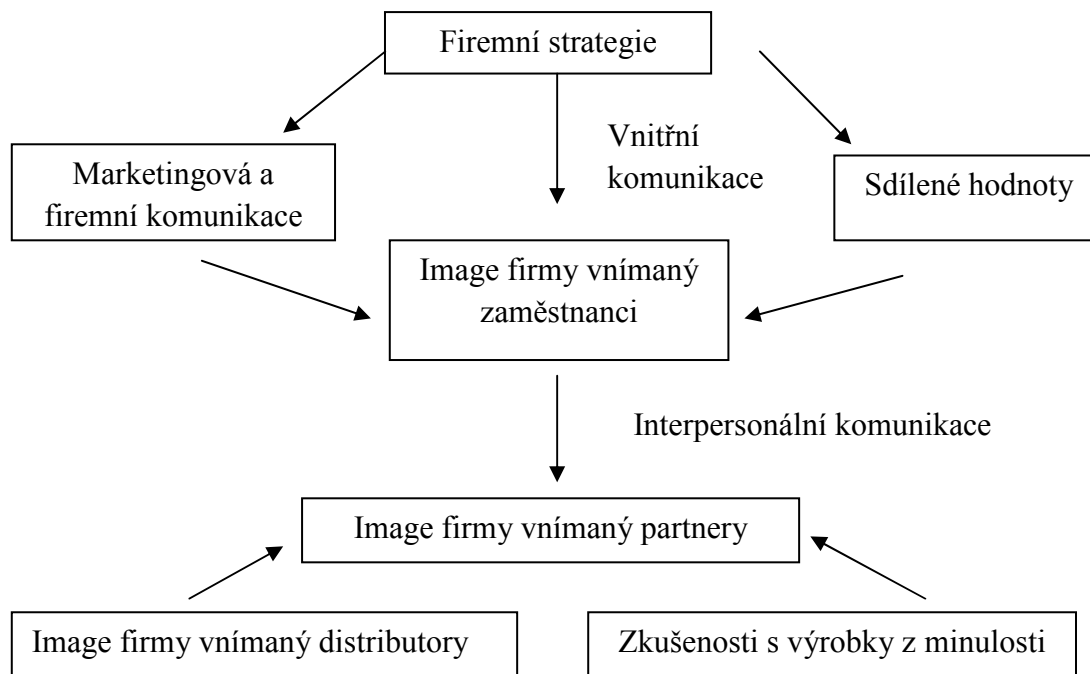 Firemní strategie
Vnitřní
komunikace
Marketingová a
firemní komunikace
Sdílené hodnoty
Image firmy vnímaný
zaměstnanci
Interpersonální komunikace
Image firmy vnímaný partnery
Image firmy vnímaný distributory
Zkušenosti s výrobky z minulosti